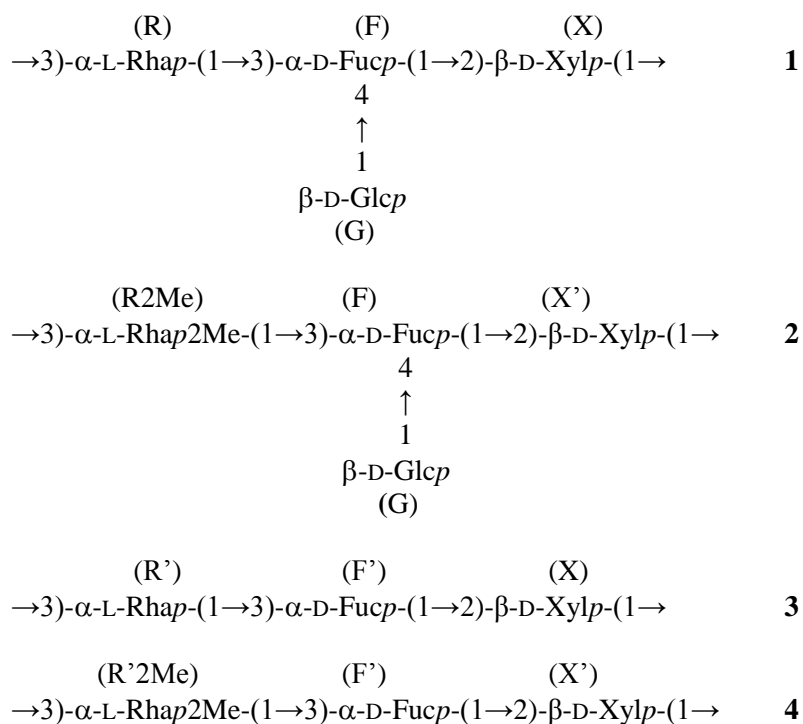 (R) (F) (X)
→3)-α-L-Rhap-(1→3)-α-D-Fucp-(1→2)-β-D-Xylp-(1→ 1
4
↑
1
β-D-Glcp
(G)
(R2Me) (F) (X’)
→3)-α-L-Rhap2Me-(1→3)-α-D-Fucp-(1→2)-β-D-Xylp-(1→ 2
4
↑
1
β-D-Glcp
(G)
(R’) (F’) (X)
→3)-α-L-Rhap-(1→3)-α-D-Fucp-(1→2)-β-D-Xylp-(1→ 3
(R’2Me) (F’) (X’)
→3)-α-L-Rhap2Me-(1→3)-α-D-Fucp-(1→2)-β-D-Xylp-(1→ 4